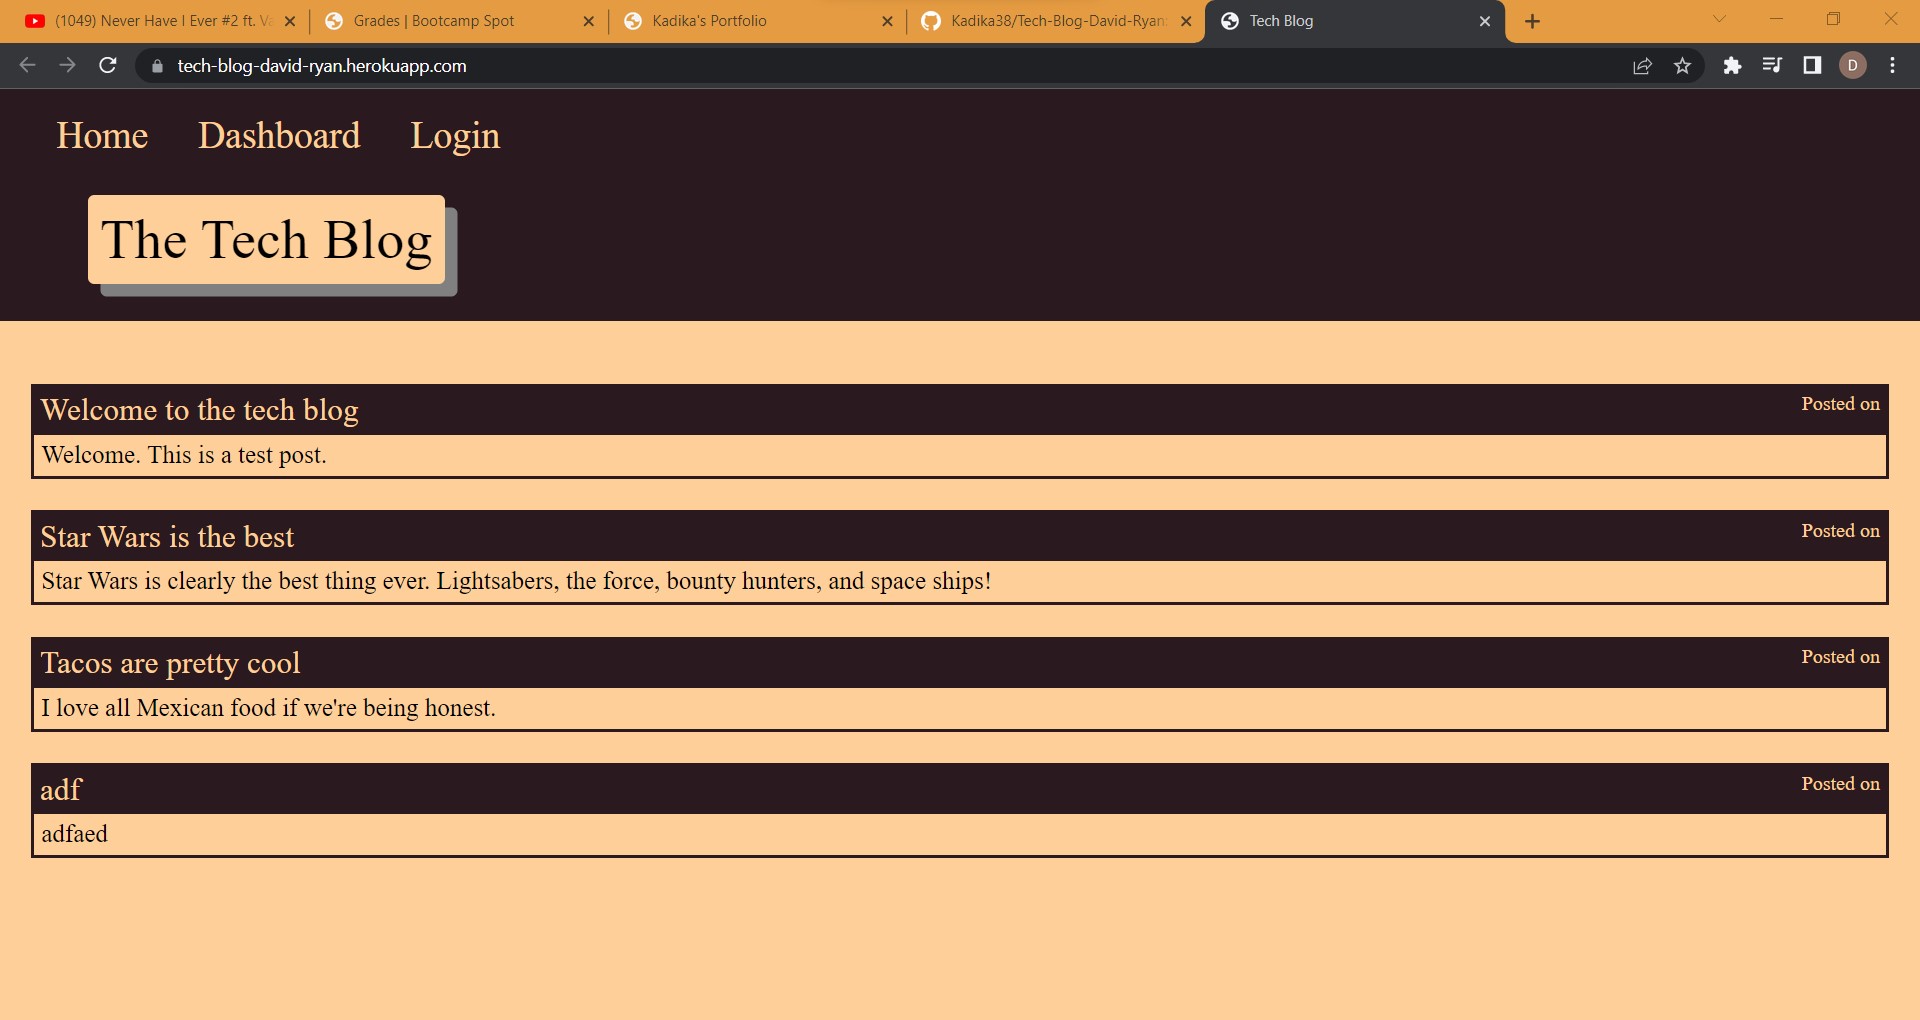 (1049) Never Have I Ever #2 ft. Va
Grades | Bootcamp Spot
Kadika's Portfolio
Kadika38/Tech-Blog-David-Ryan
Tech Blog
tech-blog-david-ryan.herokuapp.com
D
Home Dashboard Login
The Tech Blog
Welcome to the tech blog Posted on
Welcome. This is a test post.
Star Wars is the best Posted on
Star Wars is clearly the best thing ever. Lightsabers, the force, bounty hunters, and space ships!
Tacos are pretty cool Posted on
I love all Mexican food if we're being honest.
adf Posted on
adfaed